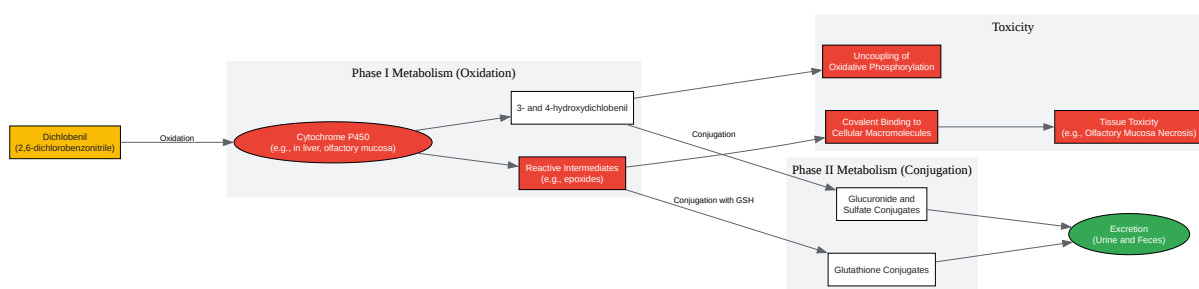 Toxicity
Uncoupling of
Oxidative Phosphorylation
Phase I Metabolism (Oxidation)
3- and 4-hydroxydichlobenil
Dichlobenil
(2,6-dichlorobenzonitrile)
Oxidation
Cytochrome P450
(e.g., in liver, olfactory mucosa)
Conjugation
Covalent Binding to
Cellular Macromolecules
Tissue Toxicity
(e.g., Olfactory Mucosa Necrosis)
Reactive Intermediates
(e.g., epoxides)
Phase II Metabolism (Conjugation)
Conjugation with GSH
Glucuronide and
Sulfate Conjugates
Excretion
(Urine and Feces)
Glutathione Conjugates